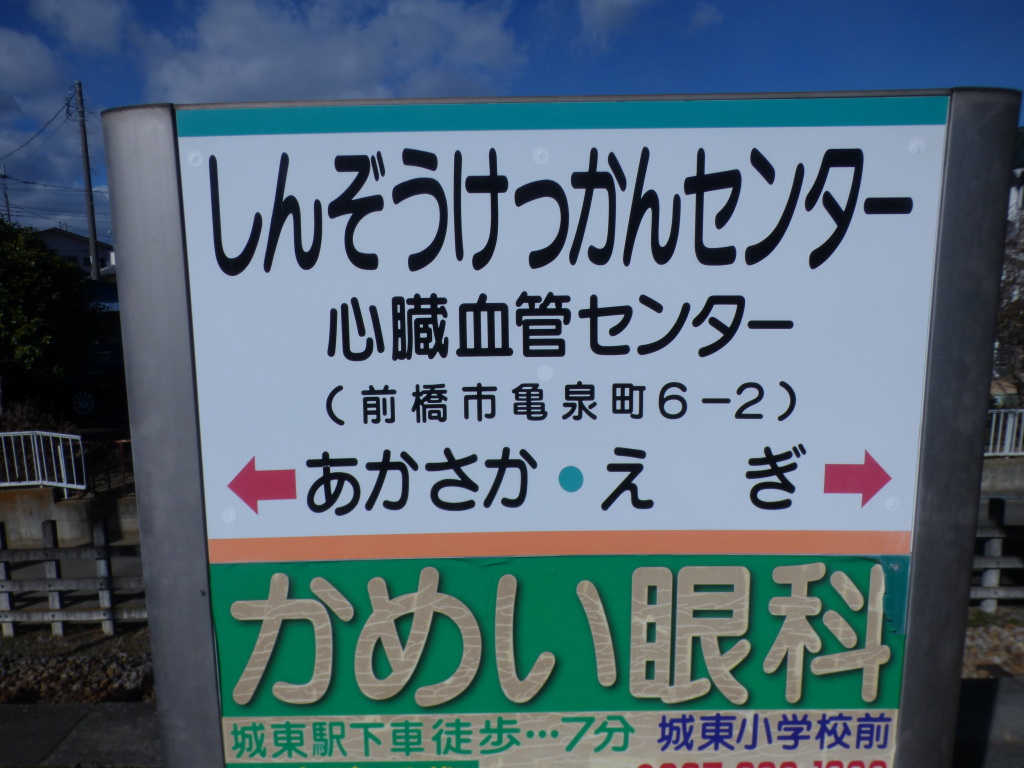 しんぞうけっかんセンター
心臓血管センター
(前橋市亀泉町6-2)
あかさか・えぎ
かめい眼科
城東駅下車徒歩…7分 城東小学校前